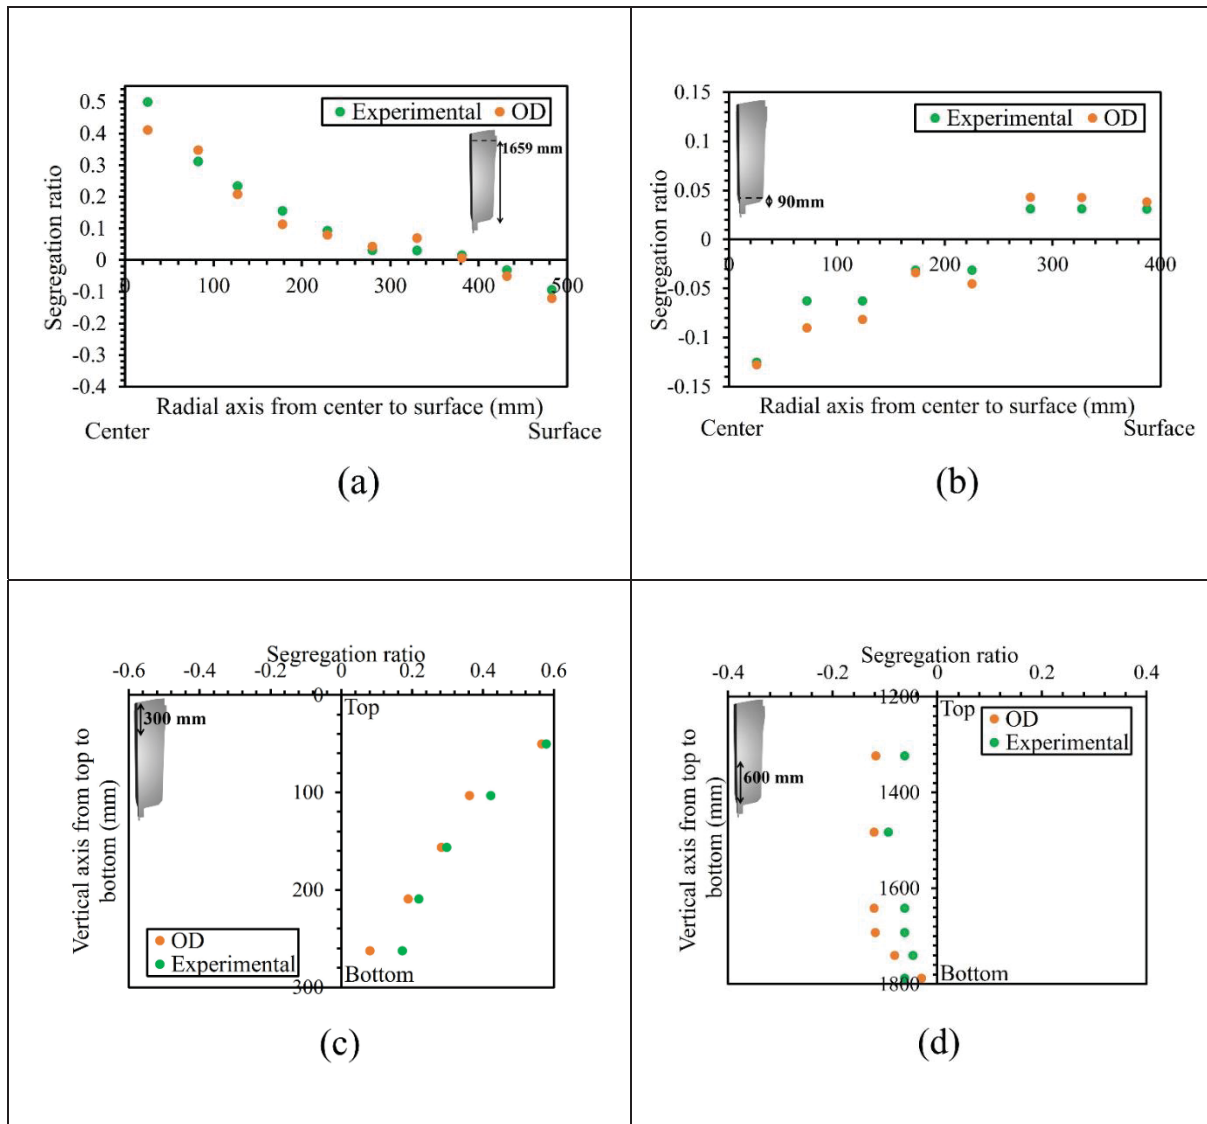 0.5
0.4
0.3
0.2
0.1
0
-0.1
-0.2
-0.3
-0.4
Segregation ratio
Experimental OD
1659 mm
0 100 200 300 400 500
Radial axis from center to surface (mm)
Center Surface
(a)
0.15
0.1
0.05
0
-0.05
-0.1
-0.15
Segregation ratio
Experimental OD
90mm
0 100 200 300 400
Radial axis from center to surface (mm)
Center Surface
(b)
Segregation ratio
-0.6 -0.4 -0.2 0 0.2 0.4 0.6
0
100
200
300
Top
300 mm
Vertical axis from top to
bottom (mm)
OD
Experimental
Bottom
(c)
Segregation ratio
-0.4 -0.2 0 0.2 0.4
1200
1400
1600
1800
Top
OD
Experimental
600 mm
Vertical axis from top to
bottom (mm)
Bottom
(d)